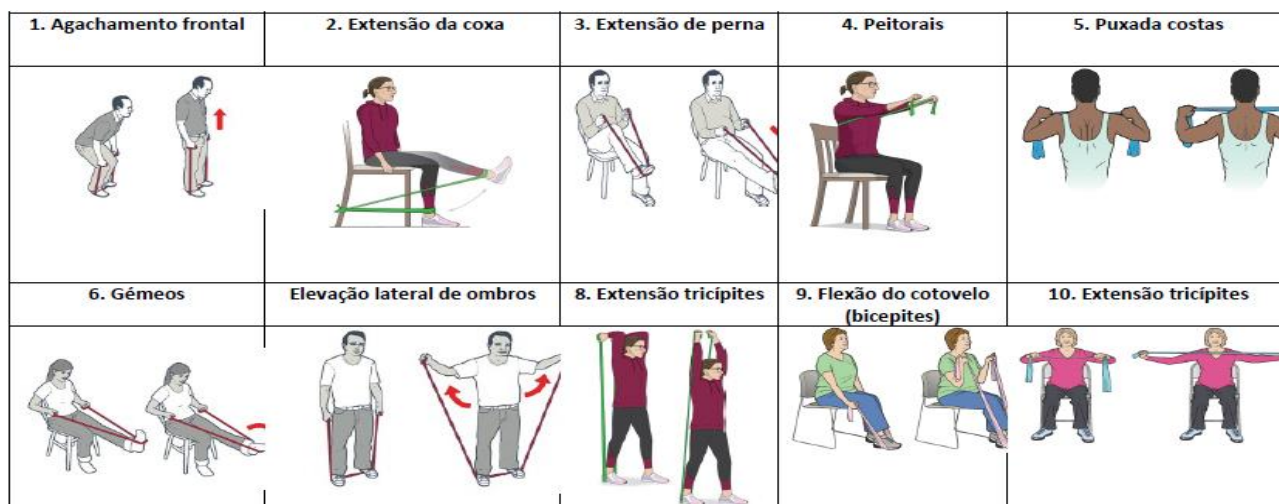 1. Agachamento frontal
2. Extensão da coxa
3. Extensão de perna
4. Peitorais
5. Puxada costas
6. Gémeos
Elevação lateral de ombros
8. Extensão tricípites
9. Flexão do cotovelo
(bicepites)
10. Extensão tricípites